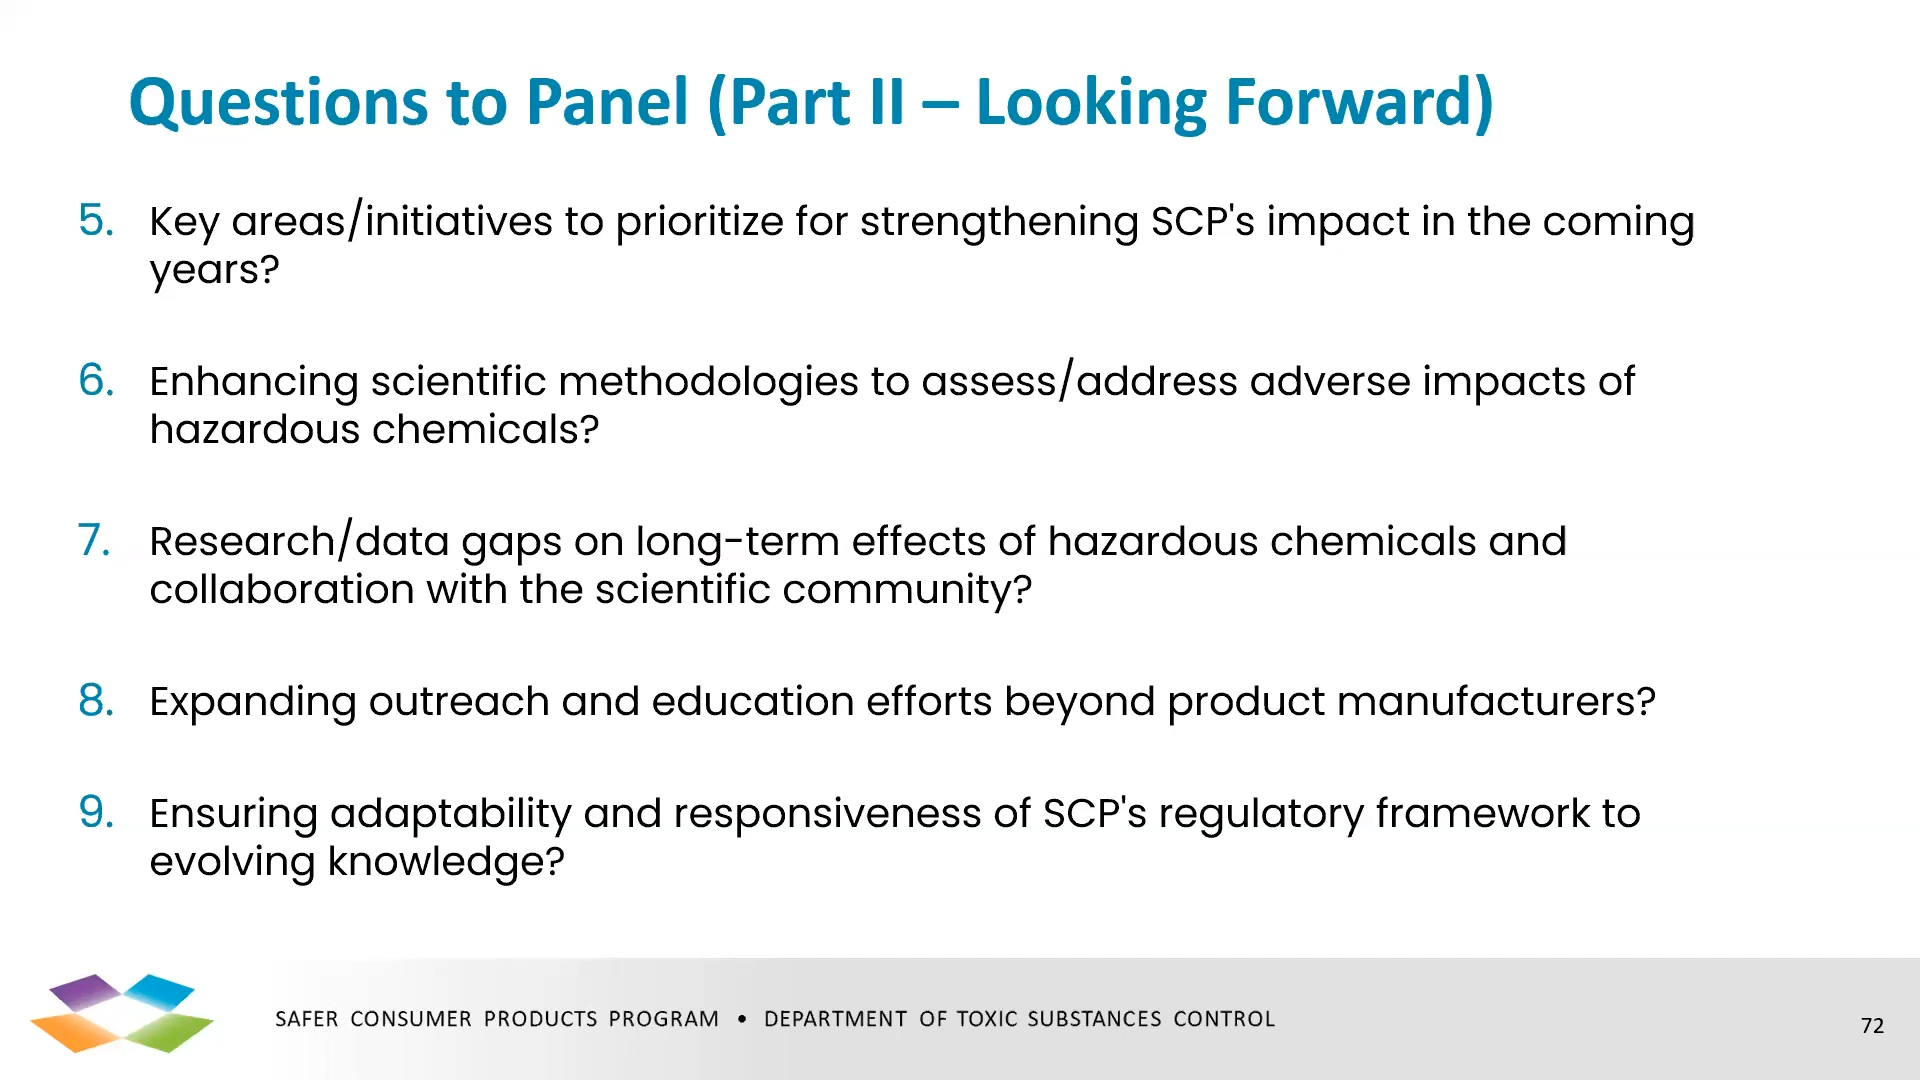 Questions to Panel (Part II – Looking Forward)
5. Key areas/initiatives to prioritize for strengthening SCP's impact in the coming
years?
6. Enhancing scientific methodologies to assess/address adverse impacts of
hazardous chemicals?
7. Research/data gaps on long-term effects of hazardous chemicals and
collaboration with the scientific community?
8. Expanding outreach and education efforts beyond product manufacturers?
9. Ensuring adaptability and responsiveness of SCP's regulatory framework to
evolving knowledge?
SAFER CONSUMER PRODUCTS PROGRAM • DEPARTMENT OF TOXIC SUBSTANCES CONTROL
72